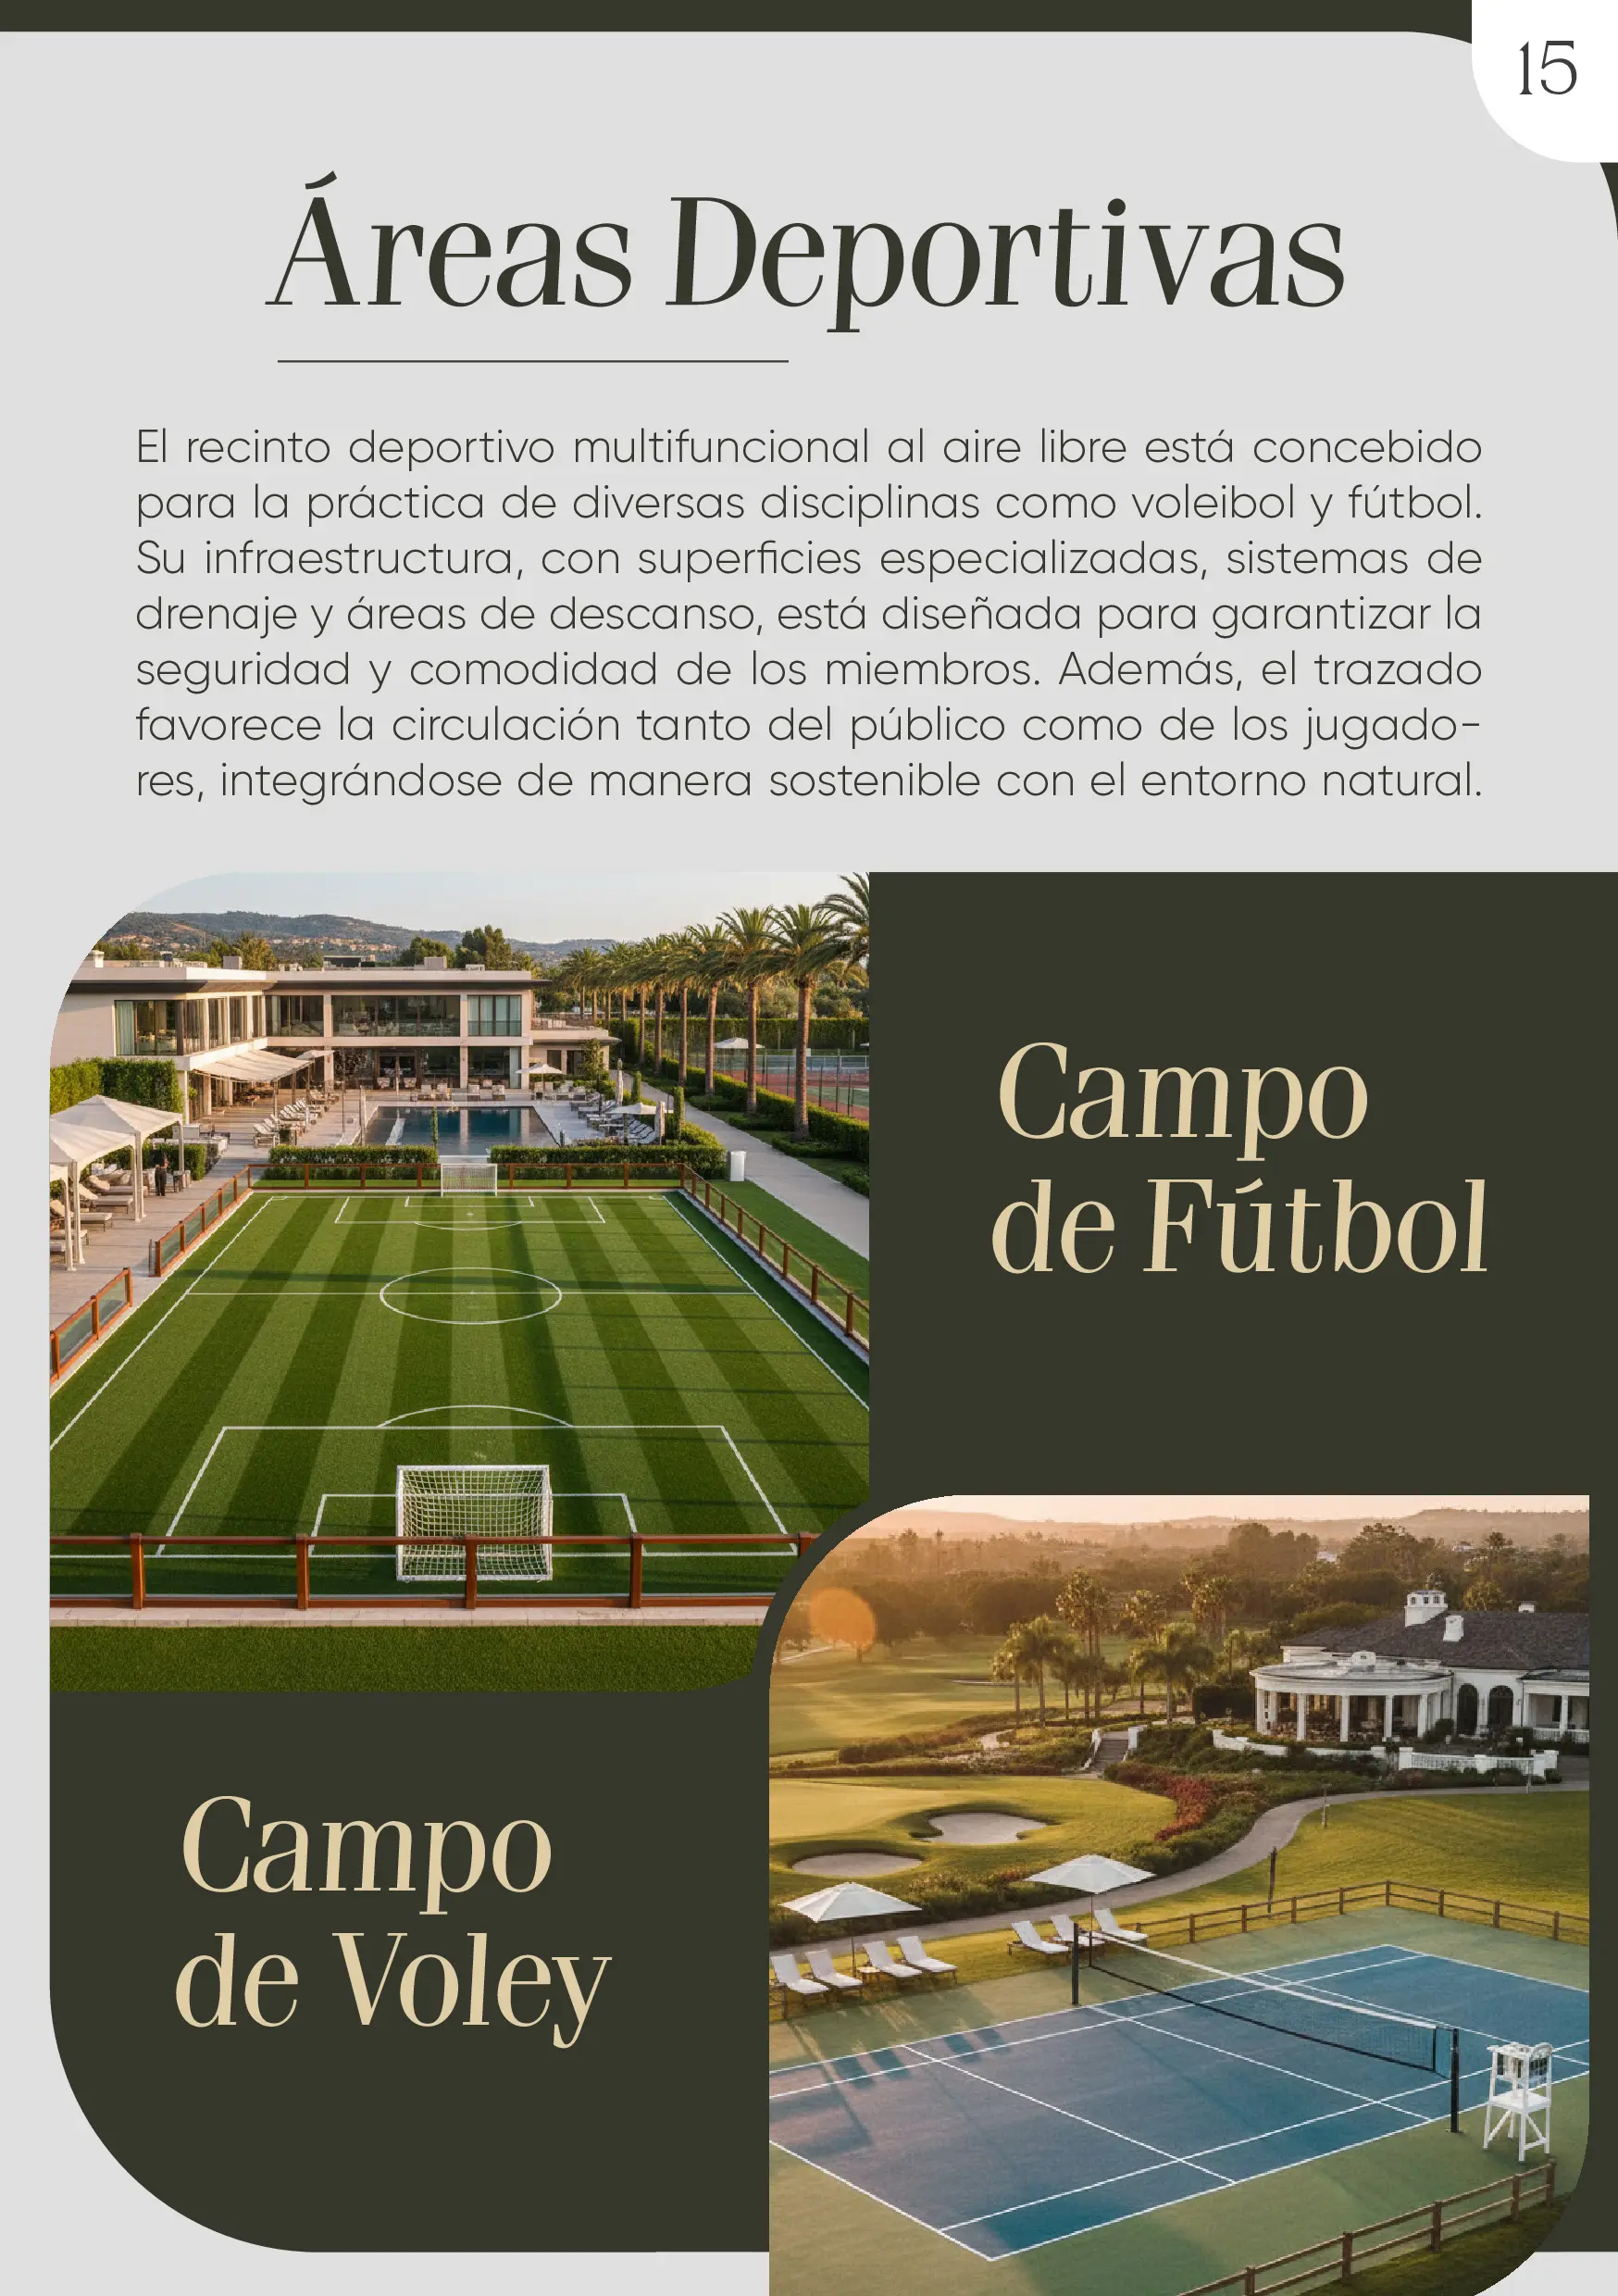 15
Áreas Deportivas
El recinto deportivo multifuncional al aire libre está concebido
para la práctica de diversas disciplinas como voleibol y fútbol.
Su infraestructura, con superficies especializadas, sistemas de
drenaje y áreas de descanso, está diseñada para garantizar la
seguridad y comodidad de los miembros. Además, el trazado
favorece la circulación tanto del público como de los jugado-
res, integrándose de manera sostenible con el entorno natural.
Campo
de Fútbol
Campo
de Voley